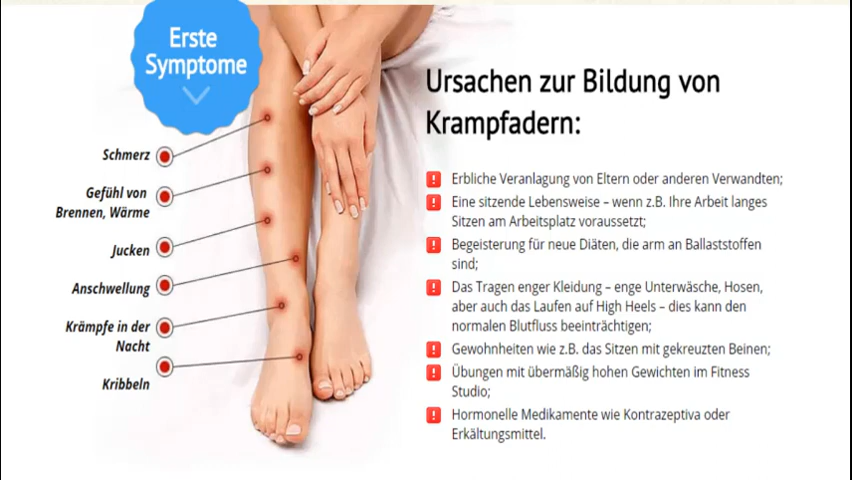 Erste
Symptome
Schmerz
Gefühl von
Brennen, Wärme
Jucken
Anschwellung
Krämpfe in der
Nacht
Kribbeln
Ursachen zur Bildung von
Krampfadern:
Erbliche Veranlagung von Eltern oder anderen Verwandten;
Eine sitzende Lebensweise – wenn z.B. Ihre Arbeit langes
Sitzen am Arbeitsplatz voraussetzt;
Begeisterung für neue Diäten, die arm an Ballaststoffen
sind;
Das Tragen enger Kleidung – enge Unterwäsche, Hosen,
aber auch das Laufen auf High Heels – dies kann den
normalen Blutfluss beeinträchtigen;
Gewohnheiten wie z.B. das Sitzen mit gekreuzten Beinen;
Übungen mit übermäßig hohen Gewichten im Fitness
Studio;
Hormonelle Medikamente wie Kontrazeptiva oder
Erkältungsmittel.